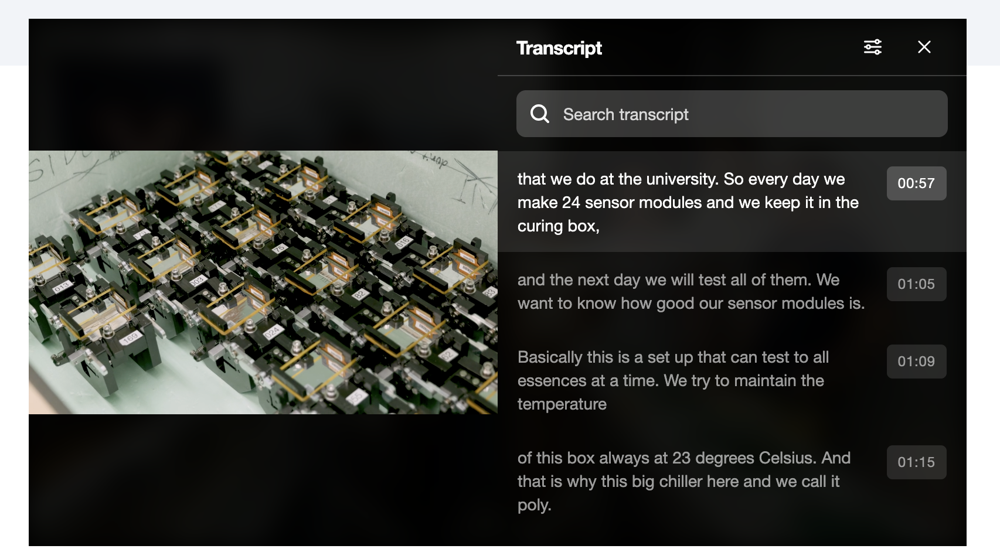 Transcript
Search transcript
that we do at the university. So every day we
make 24 sensor modules and we keep it in the
curing box,
00:57
and the next day we will test all of them. We
want to know how good our sensor modules is.
01:05
Basically this is a set up that can test to all
essences at a time. We try to maintain the
temperature
01:09
of this box always at 23 degrees Celsius. And
that is why this big chiller here and we call it
poly.
01:15
SIDE
don't
016
75
013
003
82
83
024
169
62